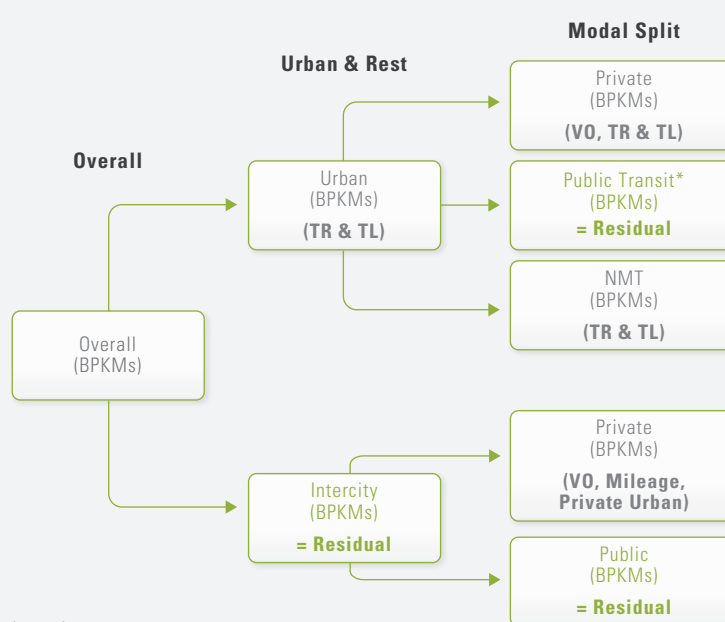 Modal Split
Urban & Rest
Overall
Private
(BPKMs)
(VO, TR & TL)
Urban
(BPKMs)
(TR & TL)
Public Transit*
(BPKMs)
= Residual
NMT
(BPKMs)
(TR & TL)
Overall
(BPKMs)
Private
(BPKMs)
(VO, Mileage,
Private Urban)
Intercity
(BPKMs)
= Residual
Public
(BPKMs)
= Residual